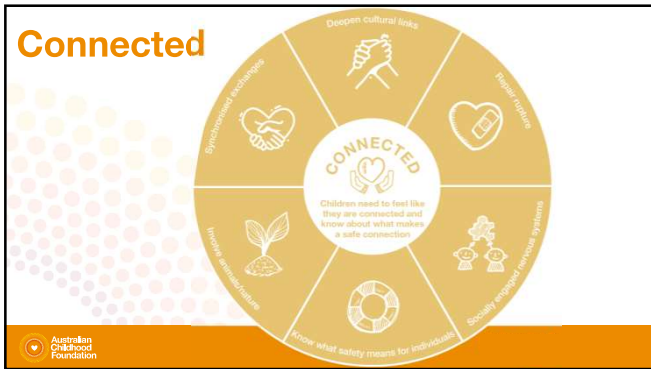 Connected
Deepen cultural links
Repair rupture
Socially engaged nervous systems
Know what safety means for individuals
Involve animals/nature
Synchronised exchanges
CONNECTED
Children need to feel like
they are connected and
know about what makes
a safe connection
Australian
Childhood
Foundation